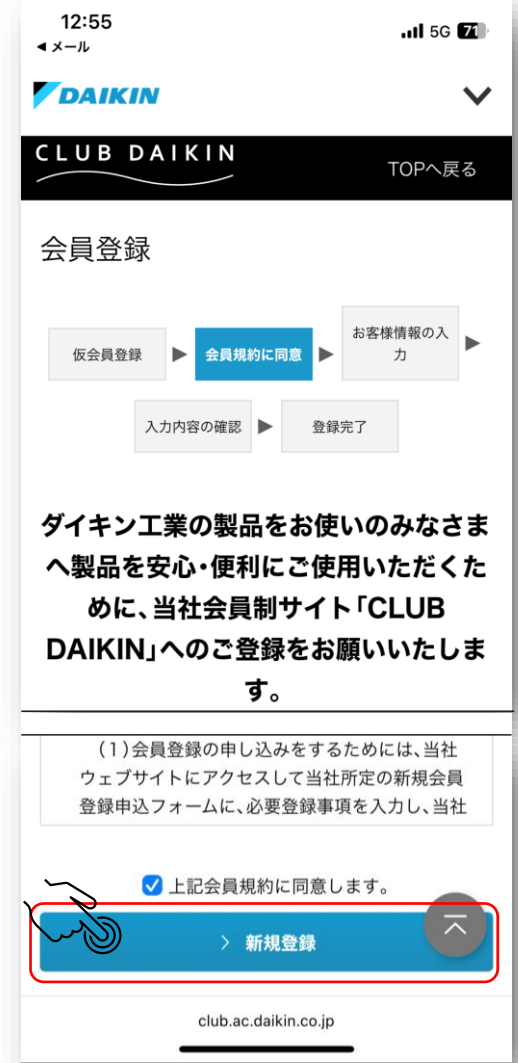 12:55
5G 71
◀ メール
DAIKIN
CLUB DAIKIN
TOPへ戻る
会員登録
仮会員登録 ▶ 会員規約に同意 ▶ お客様情報の入
力 ▶
入力内容の確認 ▶ 登録完了
ダイキン工業の製品をお使いのみなさま
へ製品を安心・便利にご使用いただくた
めに、当社会員制サイト「CLUB
DAIKIN」へのご登録をお願いいたしま
す。
(1)会員登録の申し込みをするためには、当社
ウェブサイトにアクセスして当社所定の新規会員
登録申込フォームに、必要登録事項を入力し、当社
上記会員規約に同意します。
> 新規登録
club.ac.daikin.co.jp